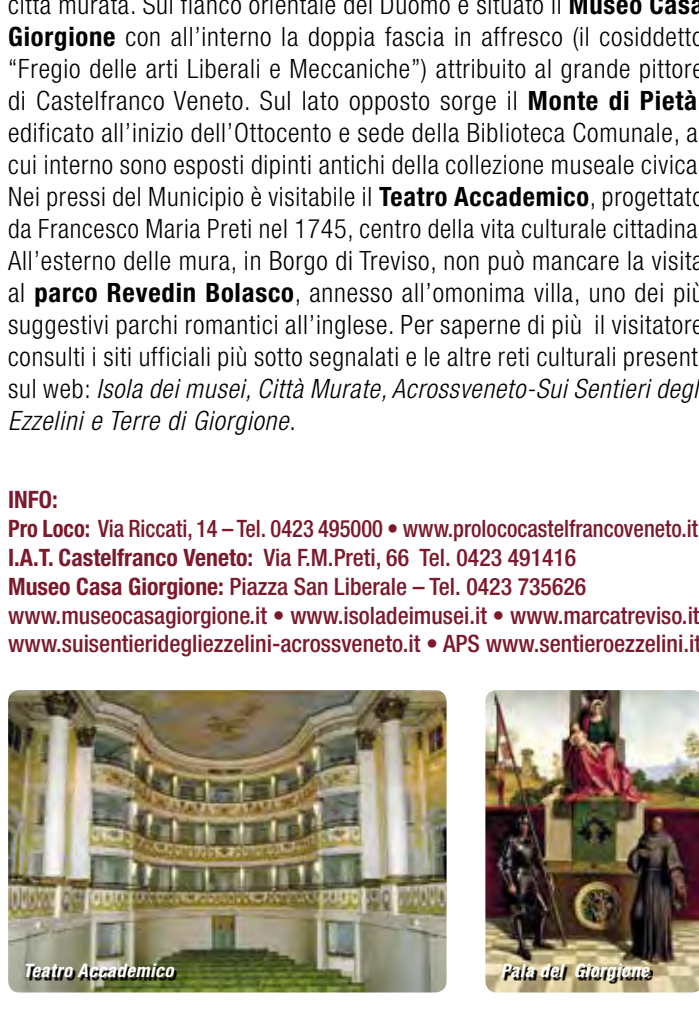 città murata. Sul fianco orientale del Duomo è situato il Museo Casa
Giorgione con all'interno la doppia fascia in affresco (il cosiddetto
“Fregio delle arti Liberali e Meccaniche”) attribuito al grande pittore
di Castelfranco Veneto. Sul lato opposto sorge il Monte di Pietà
edificato all'inizio dell'Ottocento e sede della Biblioteca Comunale, a
cui interno sono esposti dipinti antichi della collezione museale civica
Nei pressi del Municipio è visitabile il Teatro Accademico, progettato
da Francesco Maria Preti nel 1745, centro della vita culturale cittadina
All'esterno delle mura, in Borgo di Treviso, non può mancare la visita
al parco Revedin Bolasco, annesso all'omonima villa, uno dei più
suggestivi parchi romantici all'inglese. Per saperne di più il visitatore
consulti i siti ufficiali più sotto segnalati e le altre reti culturali present
sul web: Isola dei musei, Città Murate, Acrossveneto-Sui Sentieri degl
Ezzelini e Terre di Giorgione.
INFO:
Pro Loco: Via Riccati, 14 – Tel. 0423 495000 • www.prolococastelfrancoveneto.it
I.A.T. Castelfranco Veneto: Via F.M.Preti, 66 Tel. 0423 491416
Museo Casa Giorgione: Piazza San Liberale – Tel. 0423 735626
www.museocasagiorgione.it • www.isoladeimusei.it • www.marcatreviso.it
www.suisentieridegliezzelini-acrossveneto.it • APS www.sentieroezzelini.it
Teatro Accademico
Pala del Giorgione